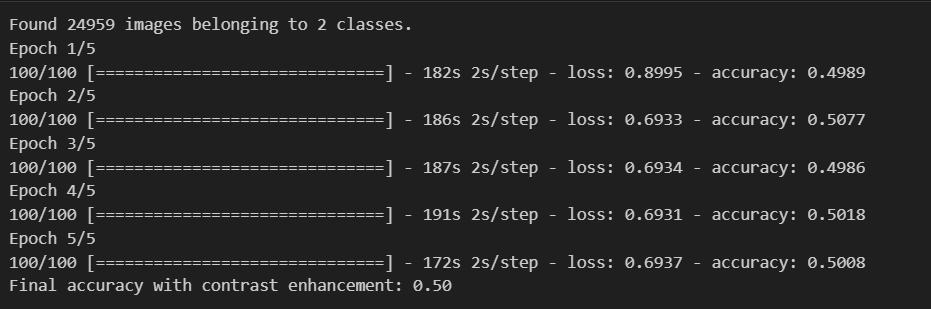 Found 24959 images belonging to 2 classes.
Epoch 1/5
100/100 [==============================] - 182s 2s/step - loss: 0.8995 - accuracy: 0.4989
Epoch 2/5
100/100 [==============================] - 186s 2s/step - loss: 0.6933 - accuracy: 0.5077
Epoch 3/5
100/100 [==============================] - 187s 2s/step - loss: 0.6934 - accuracy: 0.4986
Epoch 4/5
100/100 [==============================] - 191s 2s/step - loss: 0.6931 - accuracy: 0.5018
Epoch 5/5
100/100 [==============================] - 172s 2s/step - loss: 0.6937 - accuracy: 0.5008
Final accuracy with contrast enhancement: 0.50